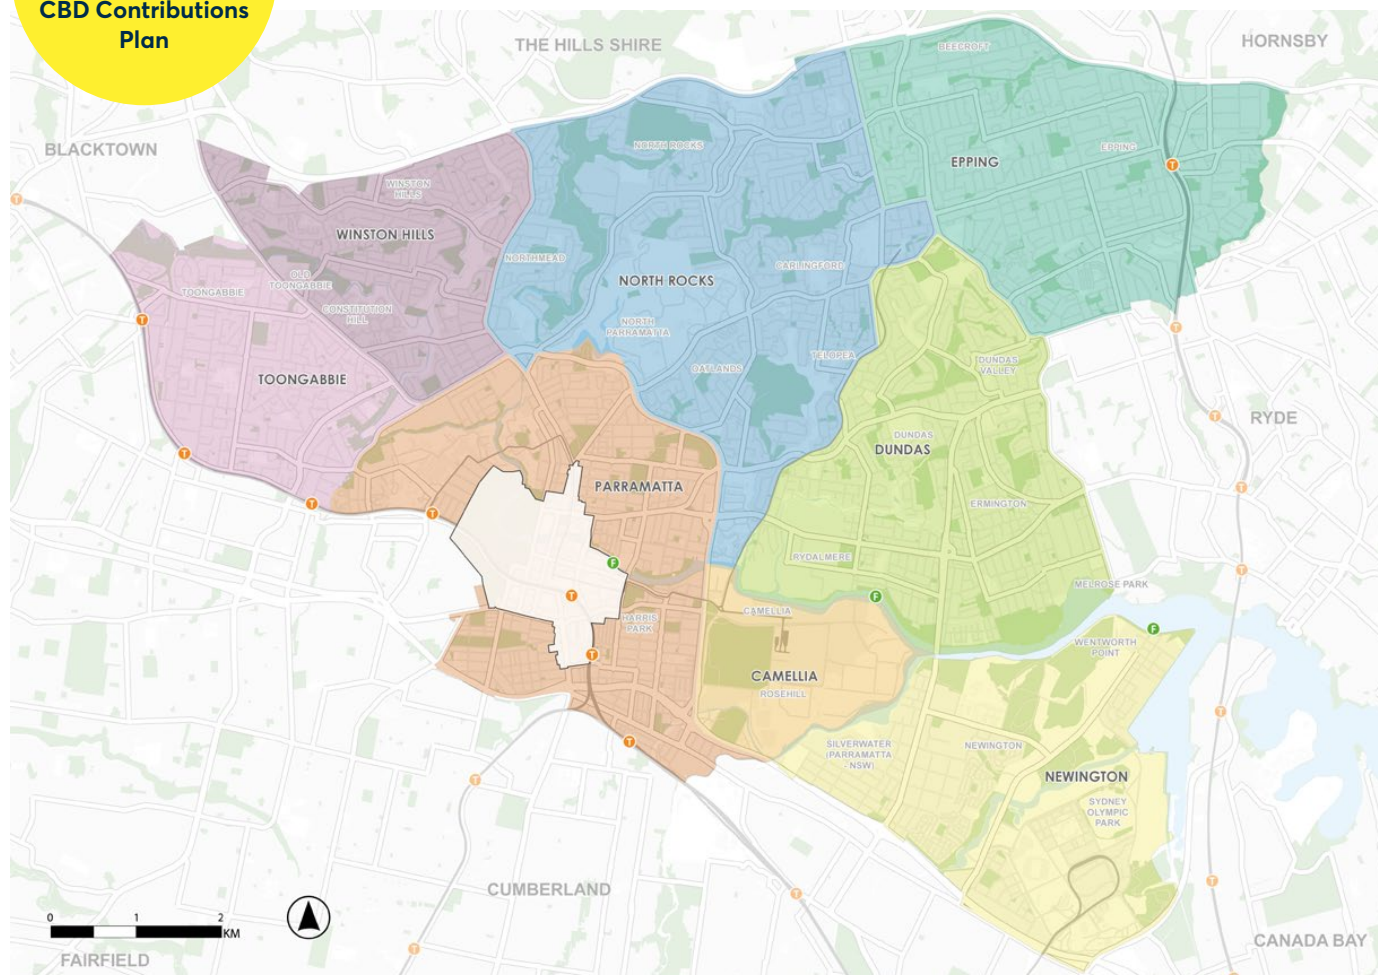 CBD Contributions
Plan
THE HILLS SHIRE
BEECROFT
HORNSBY
BLACKTOWN
NORTH ROCKS
EPPING
EPPING
T
T
WINSTON
HILLS
WINSTON HILLS
NORTHMEAD
CARLINGFORD
OLD
TOONGABBIE
TOONGABBIE
NORTH ROCKS
CONSTITUTION
HILL
T
NORTH
PARRAMATTA
T
TELOPEA
DUNDAS
VALLEY
OATLANDS
TOONGABBIE
T
RYDE
DUNDAS
DUNDAS
T
PARRAMATTA
T
T
T
ERMINGTON
RYDALMERE
F
T
MELROSE PARK
T
F
CAMELLIA
HARRIS
PARK
F
WENTWORTH
POINT
T
CAMELLIA
ROSEHILL
T
T
SILVERWATER
(PARRAMATTA
- NSW)
NEWINGTON
NEWINGTON
T
SYDNEY
OLYMPIC
PARK
CUMBERLAND
T
T
0 1 2
KM
T
FAIRFIELD
CANADA BAY